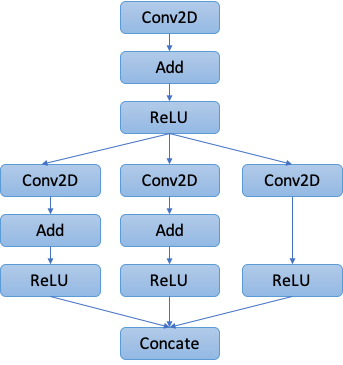 Conv2D
Add
ReLU
Conv2D
Conv2D
Conv2D
Add
Add
ReLU
ReLU
ReLU
Concate